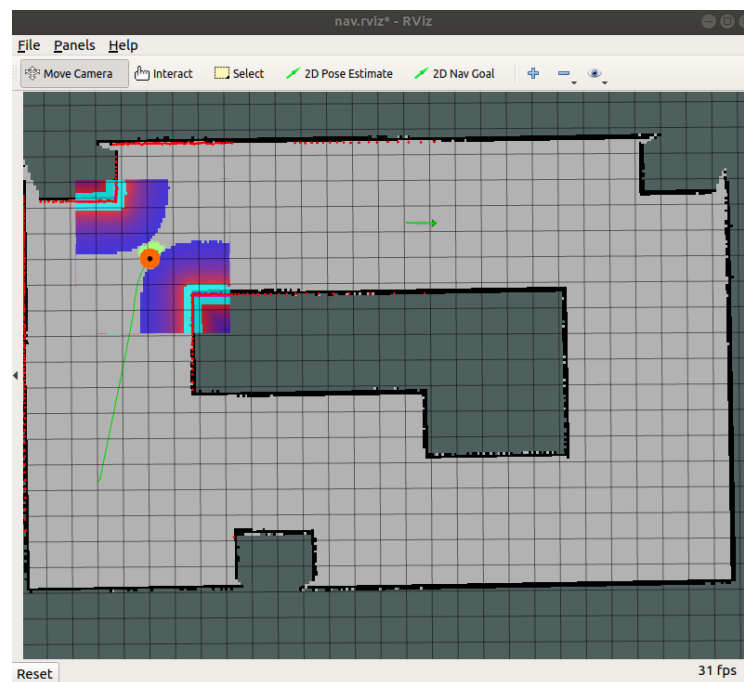 nav.rviz* - RViz
File Panels Help
Move Camera Interact Select 2D Pose Estimate 2D Nav Goal
Reset 31 fps